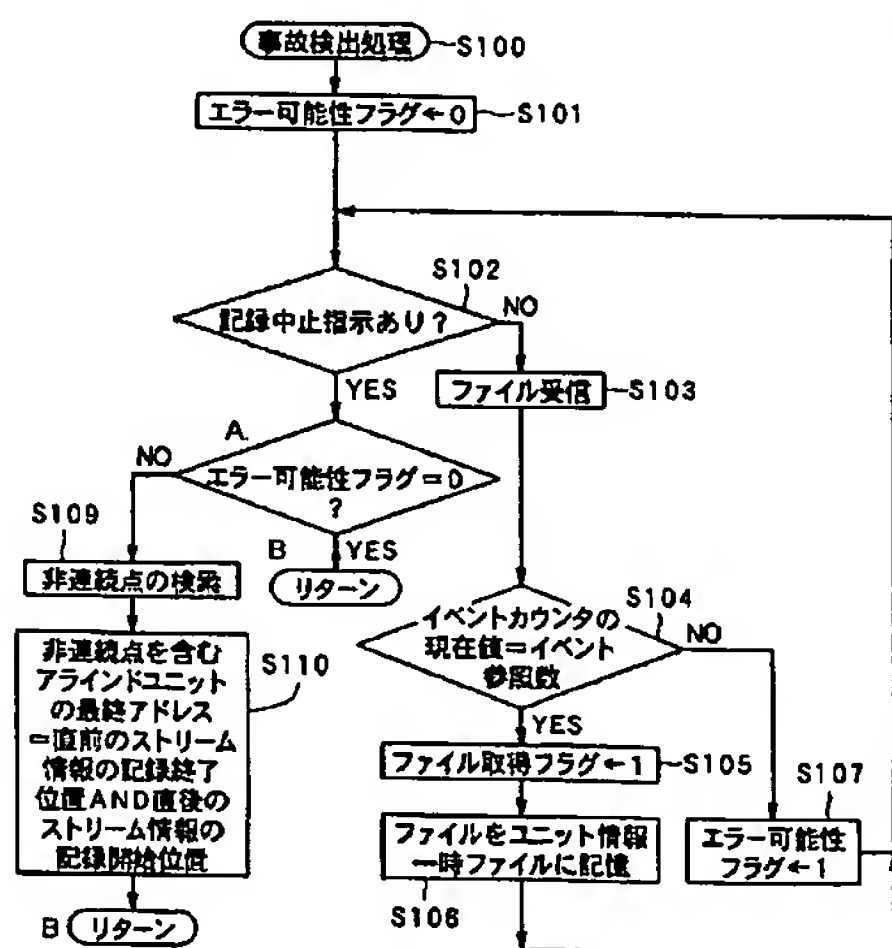 事故検出処理
S100
エラー可能性フラグ←0
S101
S102
記録中止指示あり？
NO
YES
ファイル受信
S103
A
NO
エラー可能性フラグ＝0
？
S109
B
YES
非連続点の検索
リターン
イベントカウンタの
現在値＝イベント
参照数
S104
NO
非連続点を含む
アラインドユニット
の最終アドレス
＝直前のストリーム
情報の記録終了
位置AND直後の
ストリーム情報の
記録開始位置
S110
YES
ファイル取得フラグ←1
S105
S107
ファイルをユニット情報
一時ファイルに記憶
エラー可能性
フラグ←1
S106
B
リターン